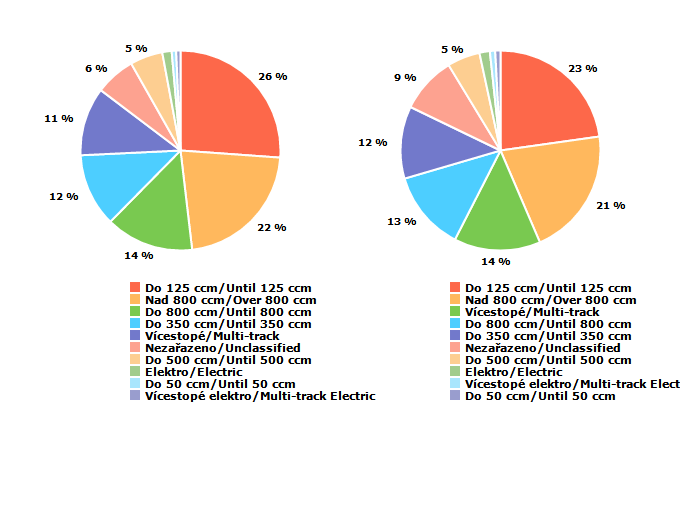 5 %
6 %
26 %
11 %
12 %
22 %
14 %
Do 125 ccm/Until 125 ccm
Nad 800 ccm/Over 800 ccm
Do 800 ccm/Until 800 ccm
Do 350 ccm/Until 350 ccm
Vícestopé/Multi-track
Nezařazeno/Unclassified
Do 500 ccm/Until 500 ccm
Elektro/Electric
Do 50 ccm/Until 50 ccm
Vícestopé elektro/Multi-track Electric
5 %
9 %
23 %
12 %
13 %
21 %
14 %
Do 125 ccm/Until 125 ccm
Nad 800 ccm/Over 800 ccm
Vícestopé/Multi-track
Do 800 ccm/Until 800 ccm
Do 350 ccm/Until 350 ccm
Nezařazeno/Unclassified
Do 500 ccm/Until 500 ccm
Elektro/Electric
Vícestopé elektro/Multi-track Elect
Do 50 ccm/Until 50 ccm